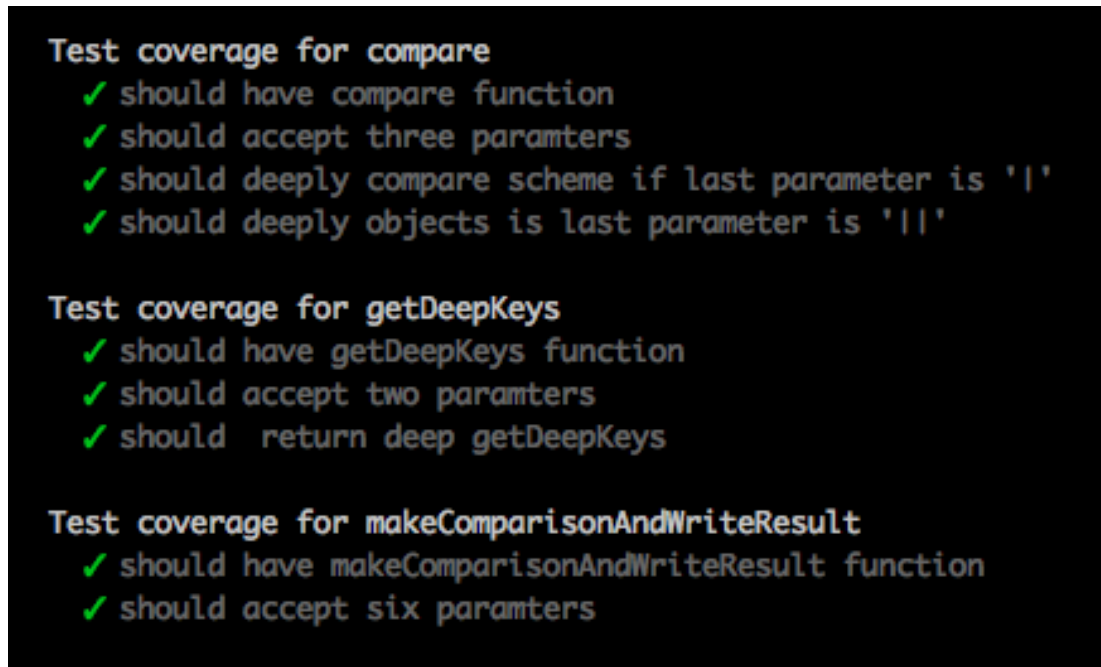 Test coverage for compare
✓ should have compare function
✓ should accept three paramters
✓ should deeply compare scheme if last parameter is '|'
✓ should deeply objects is last parameter is '||'
Test coverage for getDeepKeys
✓ should have getDeepKeys function
✓ should accept two paramters
✓ should  return deep getDeepKeys
Test coverage for makeComparisonAndWriteResult
✓ should have makeComparisonAndWriteResult function
✓ should accept six paramters